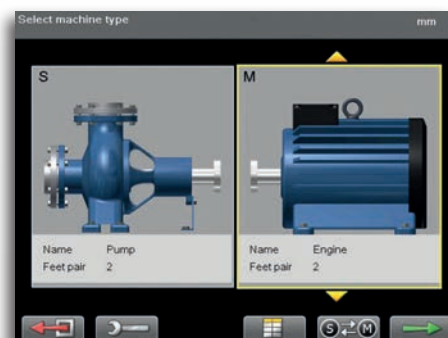 Select machine type mm
S
Name Pump
Feet pair 2
M
Name Engine
Feet pair 2
S M